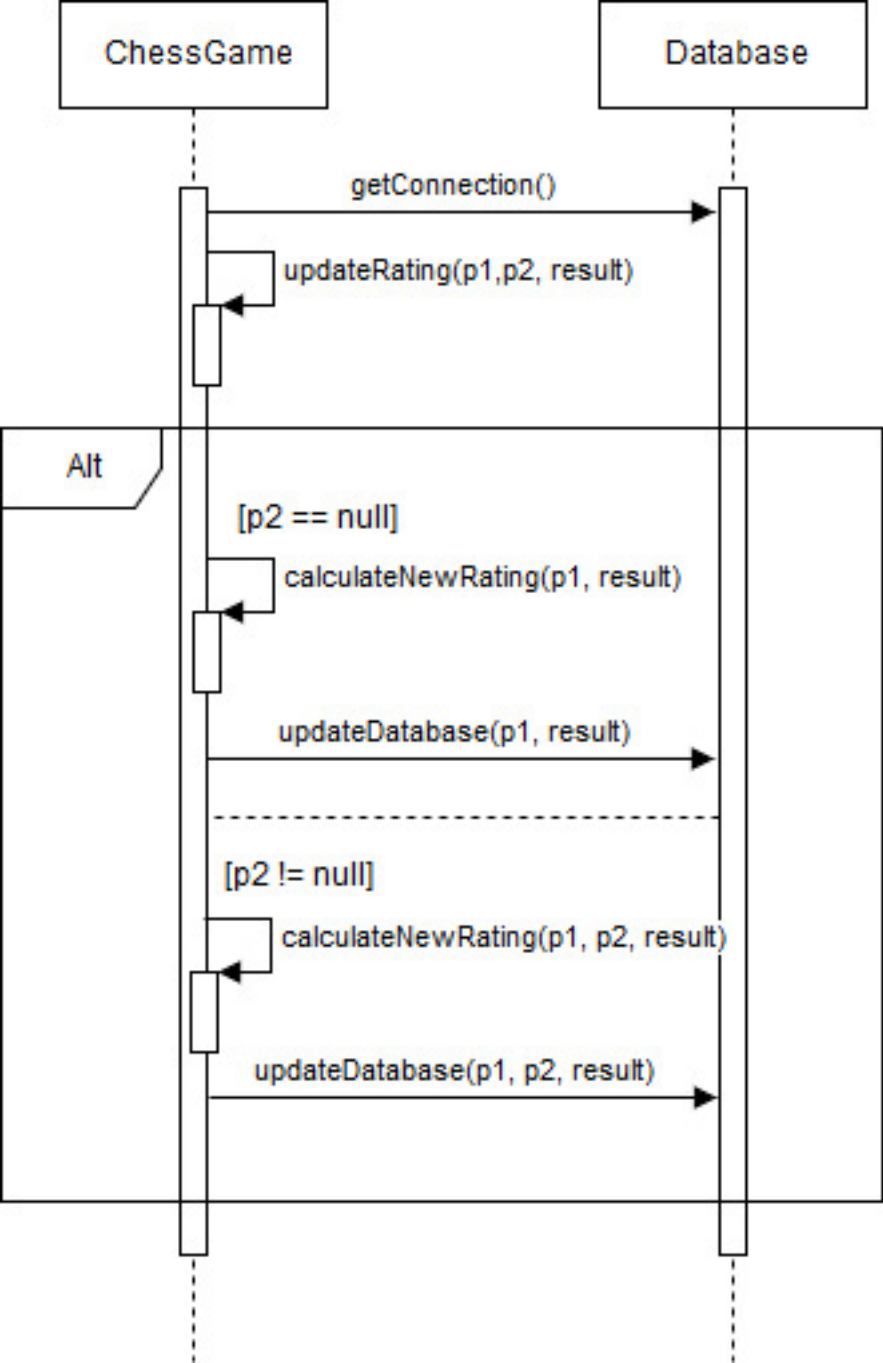 ChessGame
Database
getConnection()
updateRating(p1,p2, result)
Alt
[p2 == null]
calculateNewRating(p1, result)
updateDatabase(p1, result)
[p2 != null]
calculateNewRating(p1, p2, result)
updateDatabase(p1, p2, result)